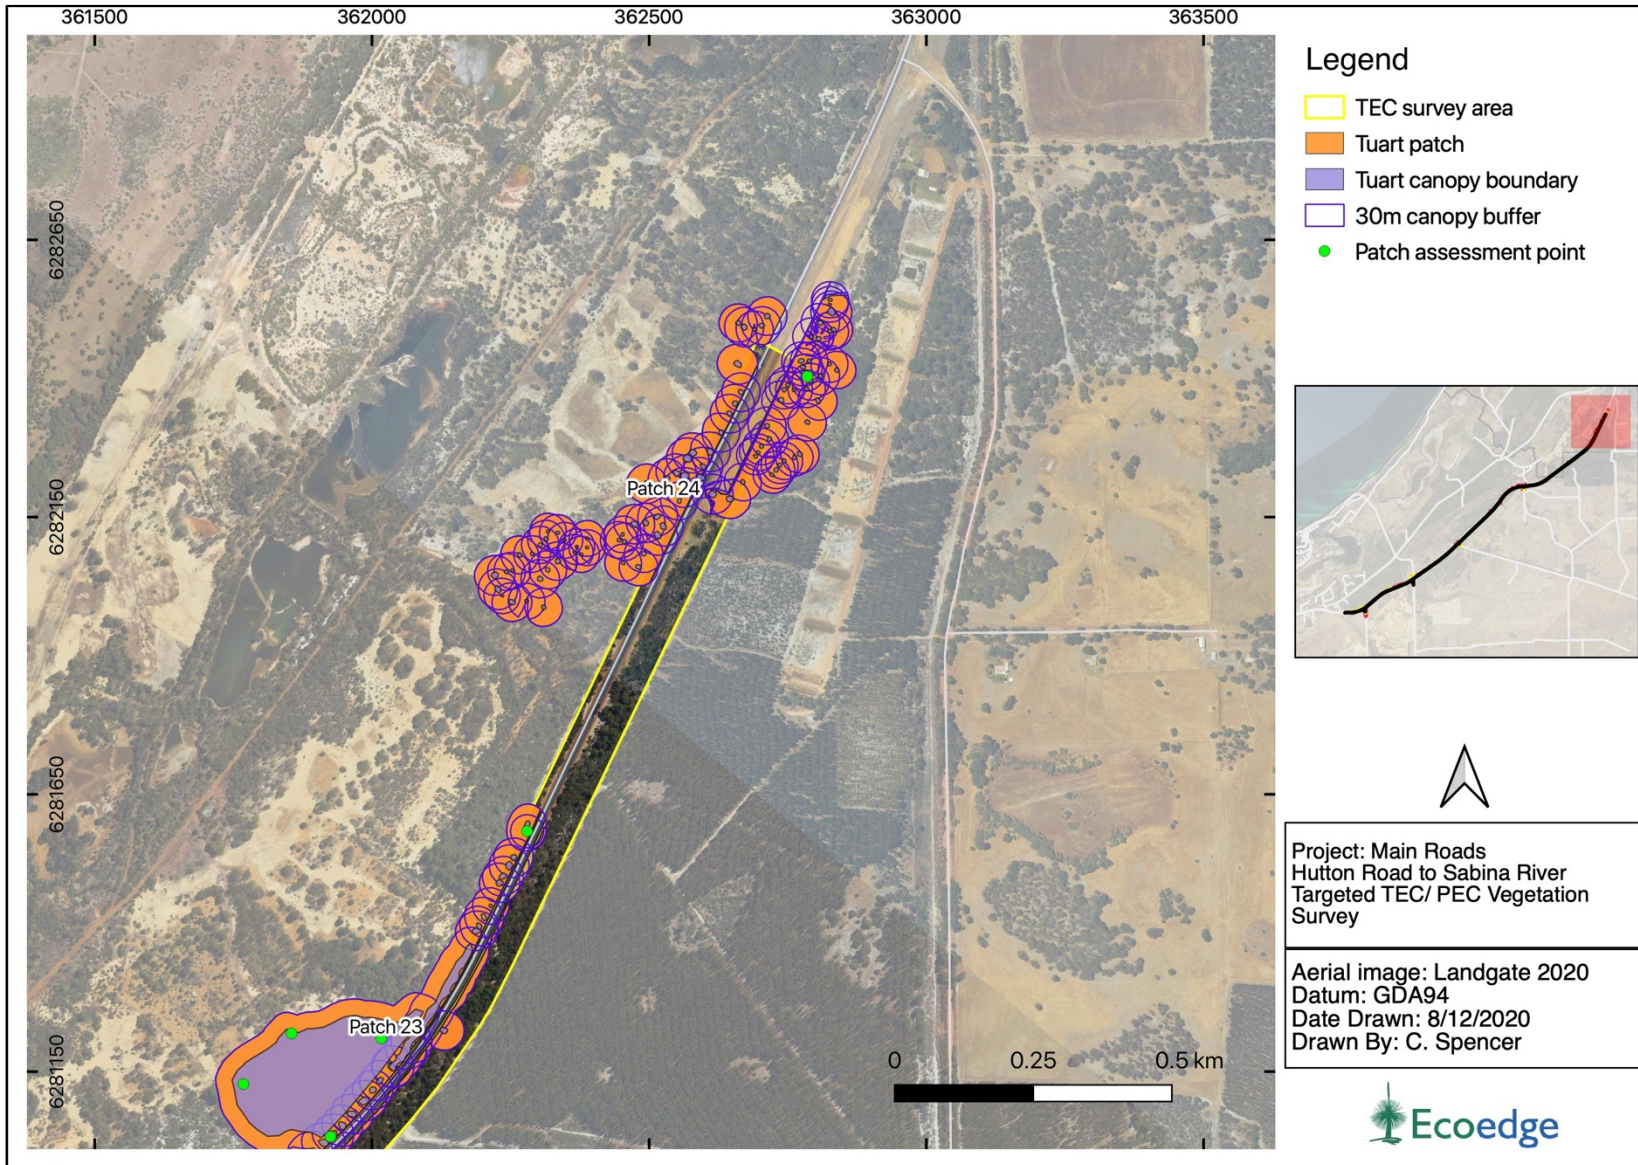 361500
362000
362500
363000
363500
6282650
6282150
6281650
6281150
Patch 24
Patch 23
0
0.25
0.5 km
Legend
TEC survey area
Tuart patch
Tuart canopy boundary
30m canopy buffer
Patch assessment point
Project: Main Roads
Hutton Road to Sabina River
Targeted TEC/ PEC Vegetation
Survey
Aerial image: Landgate 2020
Datum: GDA94
Date Drawn: 8/12/2020
Drawn By: C. Spencer
Ecoedge